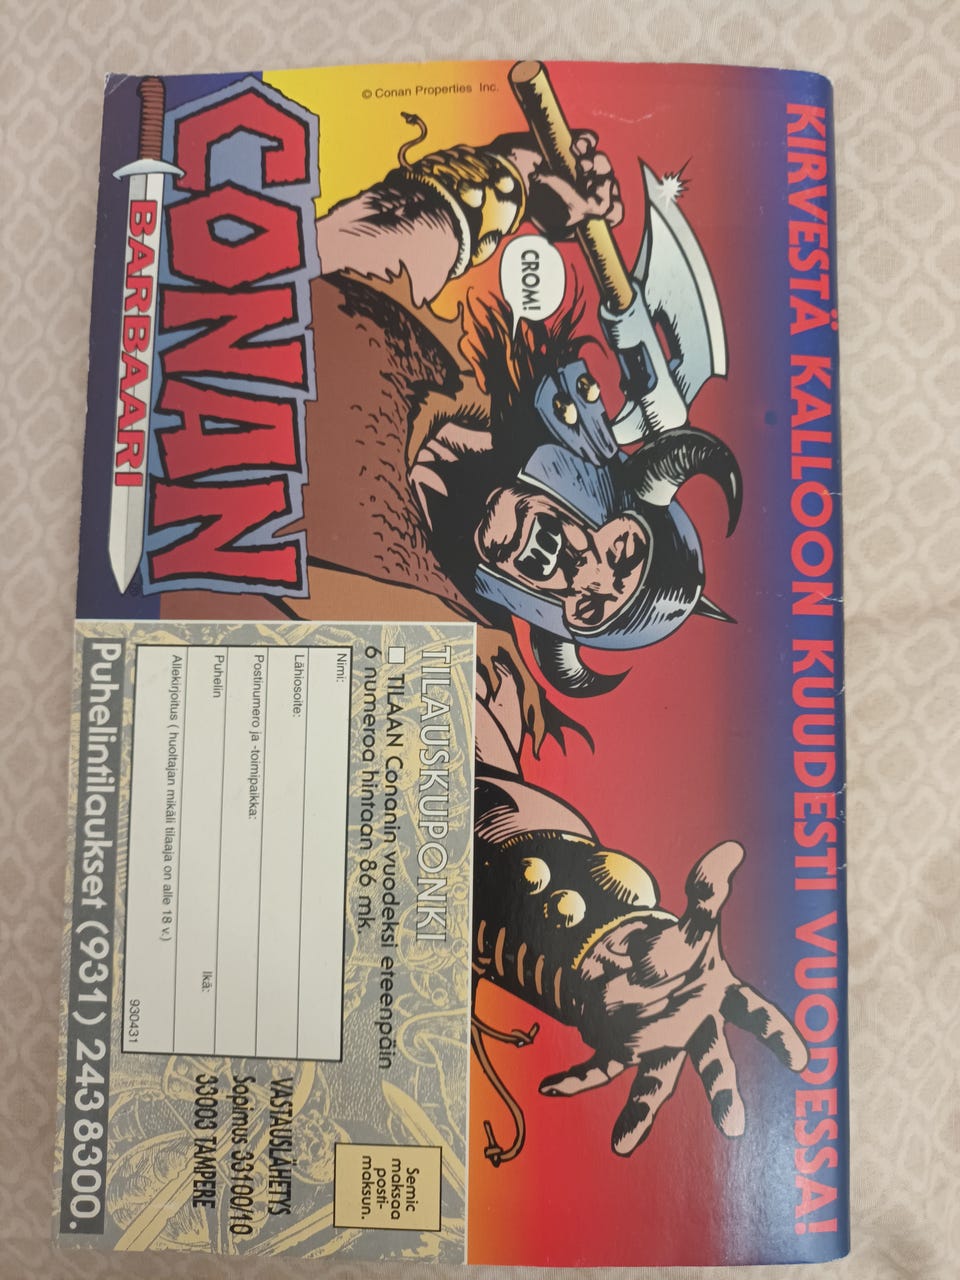 KIRVESTÄ KALLOON KUUDESTI VUODESSA!
© Conan Properties Inc.
CROM!
CONAN
BARBAARI
TILAUSKUPONKI
TILAAN Conanin vuodeksi eteenpäin
6 numeroa hintaan 86 mk.
Nimi:
Lähiosoite:
Postinumero ja -toimipaikka:
Puhelin Ikä:
Allekirjoitus ( huoltajan mikäli tilaaja on alle 18 v.)
930431
Semic
maksaa
posti-
maksun.
VASTAUSLÄHETYS
Sopimus 33100/10
33003 TAMPERE
Puhelintilaukset (931) 243 8300.